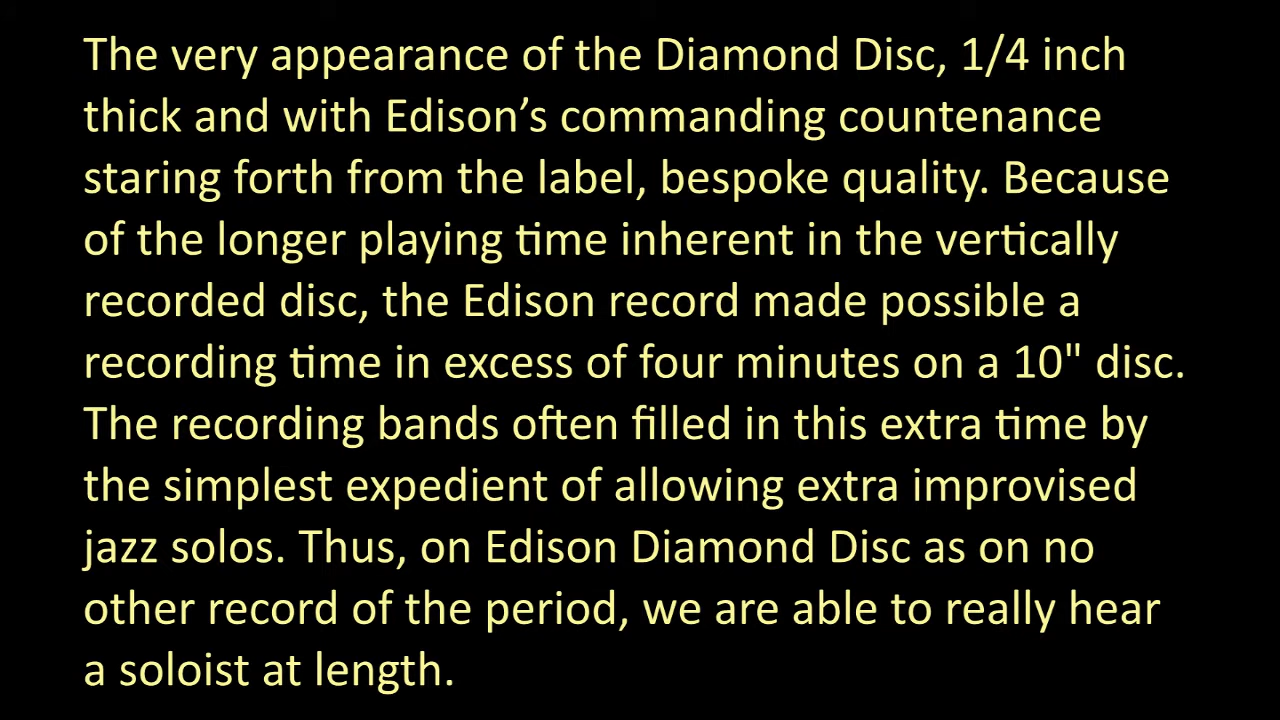 The very appearance of the Diamond Disc, 1/4 inch
thick and with Edison’s commanding countenance
staring forth from the label, bespoke quality. Because
of the longer playing time inherent in the vertically
recorded disc, the Edison record made possible a
recording time in excess of four minutes on a 10" disc.
The recording bands often filled in this extra time by
the simplest expedient of allowing extra improvised
jazz solos. Thus, on Edison Diamond Disc as on no
other record of the period, we are able to really hear
a soloist at length.